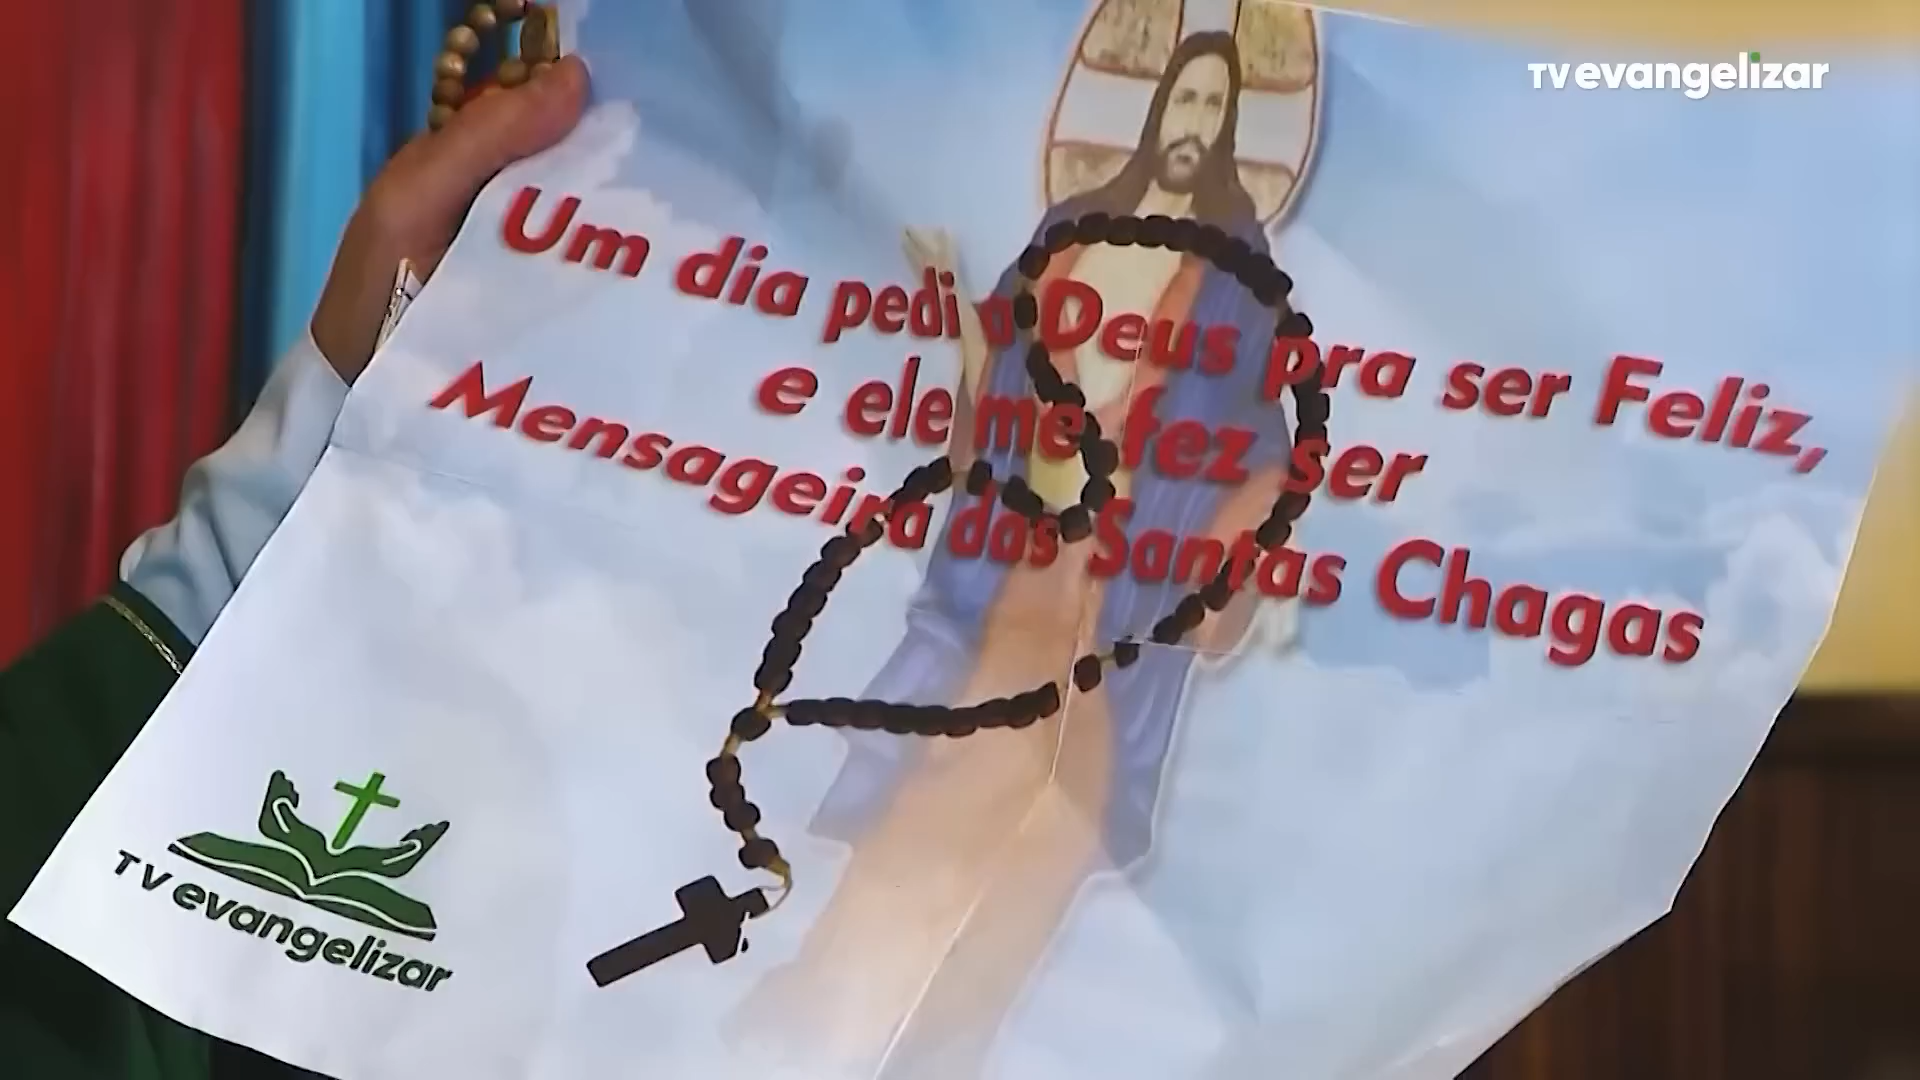 TV evangelizar
Um dia pedi a Deus pra ser Feliz,
e ele me fez ser
Mensageira das Santas Chagas
TV evangelizar